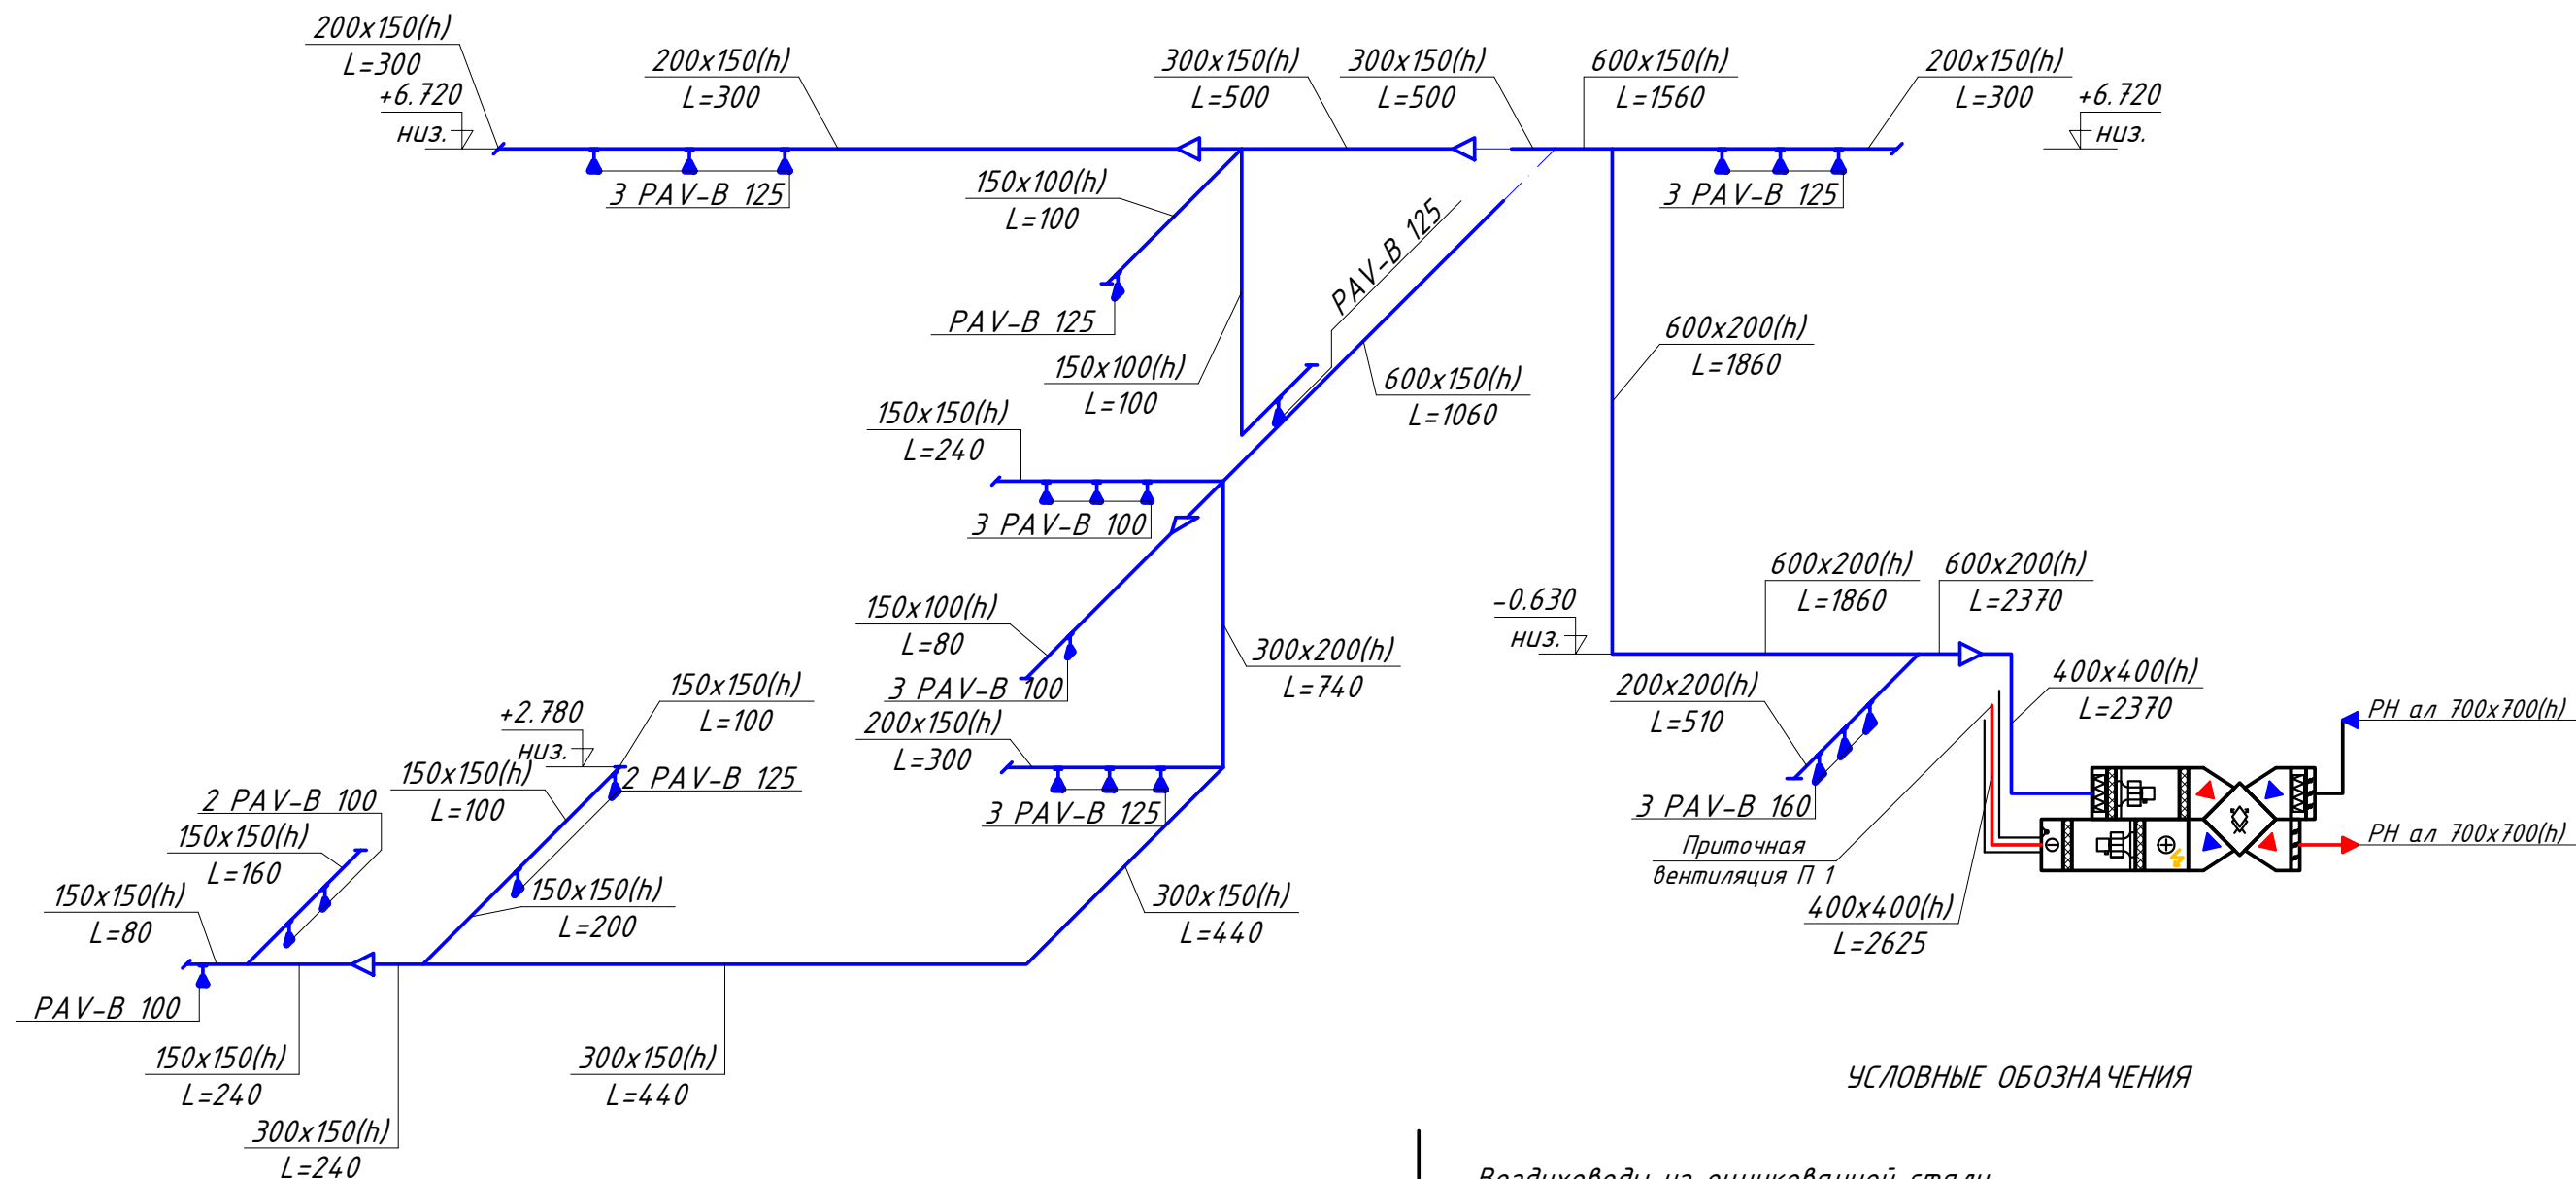 200x150(h)
L=300
+6.720
низ.
200x150(h)
L=300
300x150(h)
L=500
300x150(h)
L=500
600x150(h)
L=1560
200x150(h)
L=300
+6.720
низ.
3 PAV-B 125
150x100(h)
L=100
PAV-B 125
3 PAV-B 125
PAV-B 125
150x100(h)
L=100
600x150(h)
L=1060
600x200(h)
L=1860
150x150(h)
L=240
3 PAV-B 100
150x100(h)
L=80
3 PAV-B 100
300x200(h)
L=740
-0.630
низ.
600x200(h)
L=1860
600x200(h)
L=2370
200x200(h)
L=510
3 PAV-B 160
400x400(h)
L=2370
РН ал 700x700(h)
РН ал 700x700(h)
Приточная
вентиляция П 1
400x400(h)
L=2625
200x150(h)
L=300
3 PAV-B 125
+2.780
низ.
150x150(h)
L=100
2 PAV-B 125
150x150(h)
L=100
2 PAV-B 100
150x150(h)
L=160
150x150(h)
L=80
PAV-B 100
150x150(h)
L=200
300x150(h)
L=440
150x150(h)
L=240
300x150(h)
L=240
300x150(h)
L=440
УСЛОВНЫЕ ОБОЗНАЧЕНИЯ
Воздуховоды из оцинкованной стали